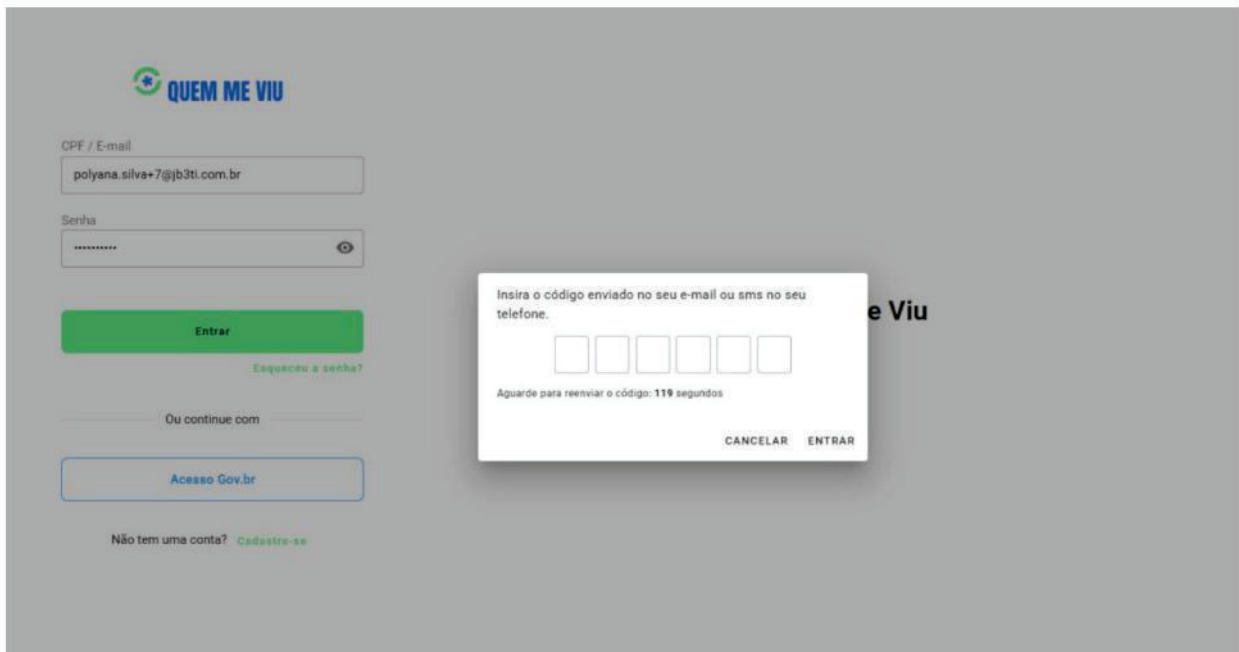 QUEM ME VIU
CPF / E-mail
polyana.silva+7@jb3ti.com.br
Senha
Entrar
Esqueceu a senha?
Ou continue com
Acesso Gov.br
Não tem uma conta? Cadastre-se
e Viu
Insira o código enviado no seu e-mail ou sms no seu
telefone.
Aguarde para reenviar o código: 119 segundos
CANCELAR ENTRAR